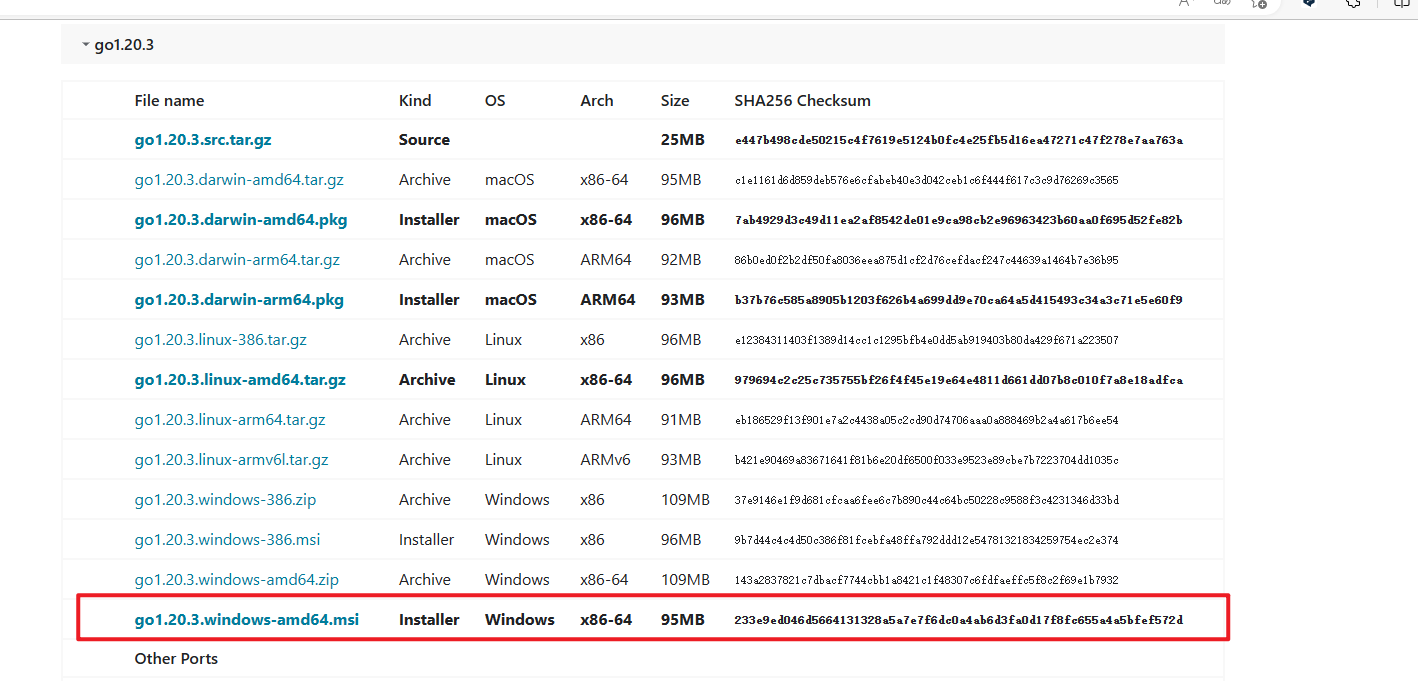 go1.20.3
File name Kind OS Arch Size SHA256 Checksum
go1.20.3.src.tar.gz Source 25MB e447b498cde50215c4f7619e5124b0fc4e25fb5d16ea47271c47f278e7aa763a
go1.20.3.darwin-amd64.tar.gz Archive macOS x86-64 95MB c1e1161d6d859deb576e6cfabeb40e3d042ceb1c6f444f617c3c9d76269c3565
go1.20.3.darwin-amd64.pkg Installer macOS x86-64 96MB 7ab4929d3c49d11ea2af8542de01e9ca98cb2e96963423b60aa0f695d52fe82b
go1.20.3.darwin-arm64.tar.gz Archive macOS ARM64 92MB 86b0ed0f2b2df50fa8036eea875d1cf2d76cefdacf247c44639a1464b7e36b95
go1.20.3.darwin-arm64.pkg Installer macOS ARM64 93MB b37b76c585a8905b1203f626b4a699dd9e70ca64a5d415493c34a3c71e5e60f9
go1.20.3.linux-386.tar.gz Archive Linux x86 96MB e12384311403f1389d14cc1c1295bfb4e0dd5ab919403b80da429f671a223507
go1.20.3.linux-amd64.tar.gz Archive Linux x86-64 96MB 979694c2c25c735755bf26f4f45e19e64e4811d661dd07b8c010f7a8e18adfca
go1.20.3.linux-arm64.tar.gz Archive Linux ARM64 91MB eb186529f13f901e7a2c4438a05c2cd90d74706aaa0a888469b2a4a617b6ee54
go1.20.3.linux-armv6l.tar.gz Archive Linux ARMv6 93MB b421e90469a83671641f81b6e20df6500f033e9523e89cbe7b7223704dd1035c
go1.20.3.windows-386.zip Archive Windows x86 109MB 37e9146e1f9d681cfcaa6fee6c7b890c44c64bc50228c9588f3c4231346d33bd
go1.20.3.windows-386.msi Installer Windows x86 96MB 9b7d44c4c4d50c386f81fcebfa48ffa792ddd12e54781321834259754ec2e374
go1.20.3.windows-amd64.zip Archive Windows x86-64 109MB 143a2837821c7dbacf7744cbb1a8421c1f48307c6fdfaeffc5f8c2f69e1b7932
go1.20.3.windows-amd64.msi Installer Windows x86-64 95MB 233e9ed046d5664131328a5a7e7f6dc0a4ab6d3fa0d17f8fc655a4a5bfef572d
Other Ports